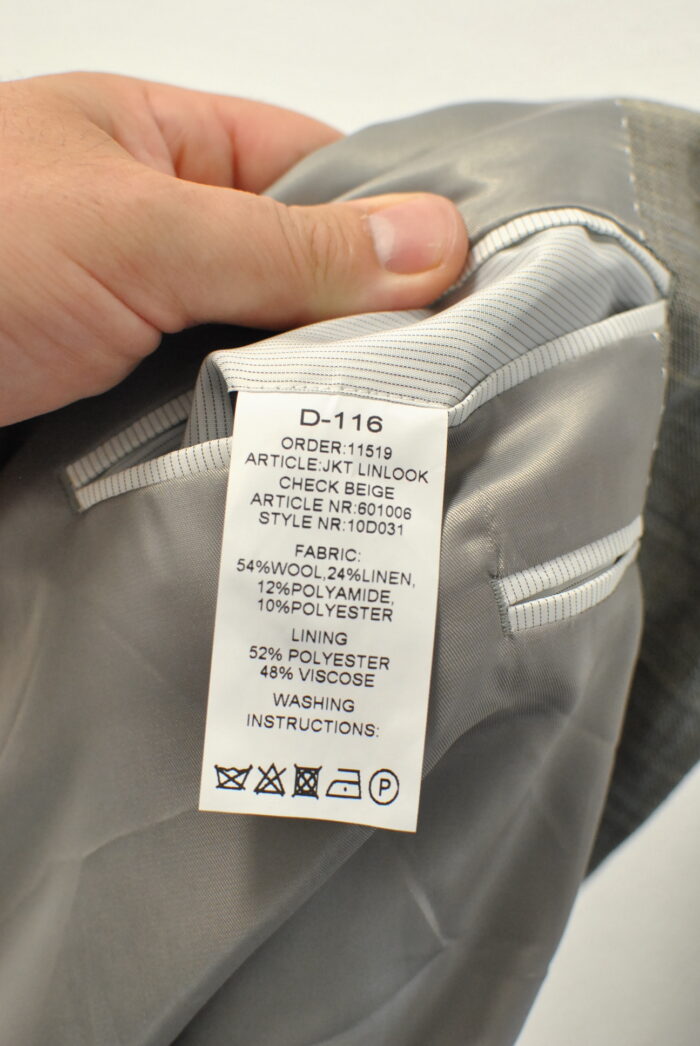 D-116
ORDER:11519
ARTICLE:JKT LINLOOK
CHECK BEIGE
ARTICLE NR:601006
STYLE NR:10D031
FABRIC:
54%WOOL,24%LINEN,
12%POLYAMIDE,
10%POLYESTER
LINING
52% POLYESTER
48% VISCOSE
WASHING
INSTRUCTIONS:
P